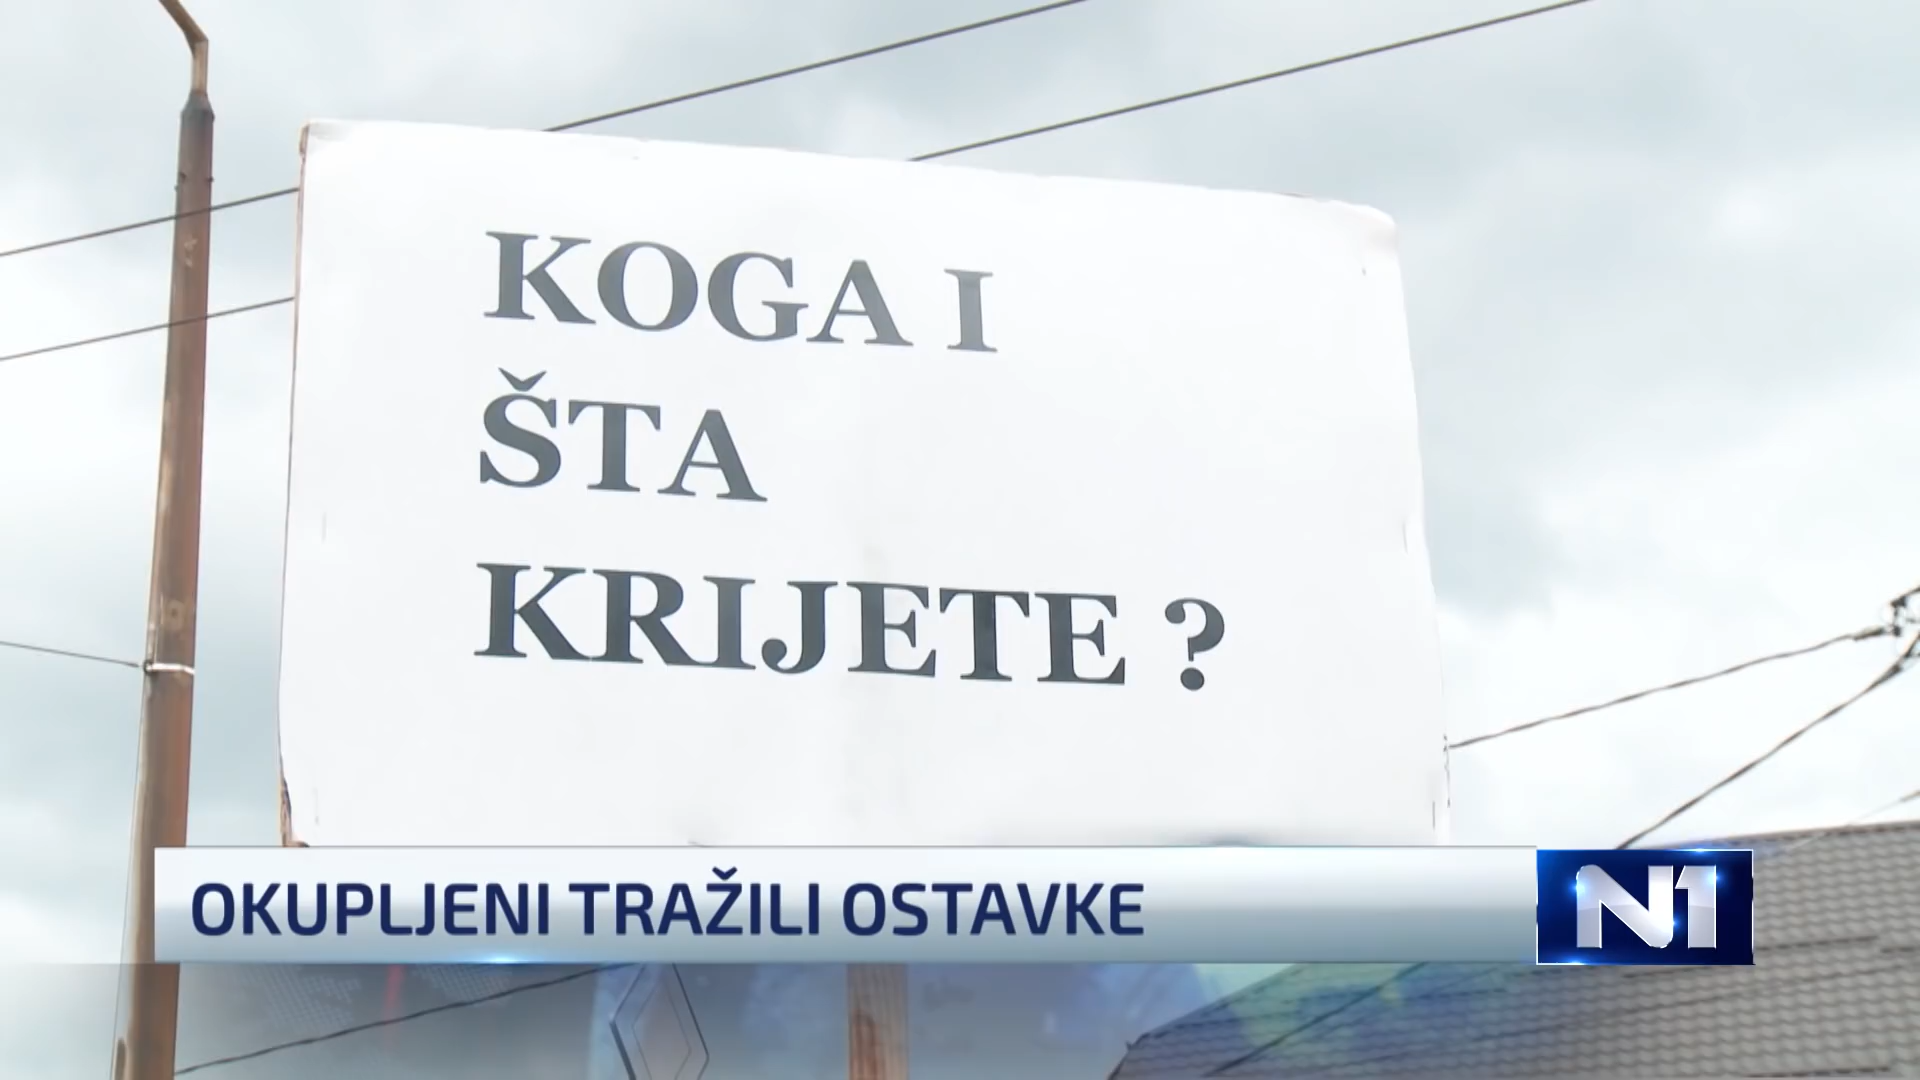 KOGA I
ŠTA
KRIJETE ?
OKUPLJENI TRAŽILI OSTAVKE
N1